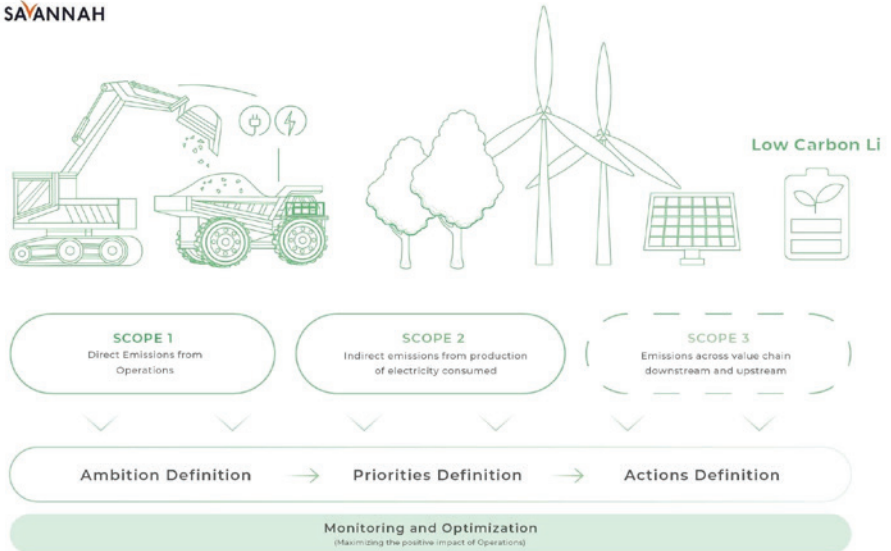 SAVANNAH
Low Carbon Li
SCOPE 1
Direct Emissions from
Operations
SCOPE 2
Indirect emissions from production
of electricity consumed
SCOPE 3
Emissions across value chain
downstream and upstream
Ambition Definition
Priorities Definition
Actions Definition
Monitoring and Optimization
(Maximizing the positive impact of Operations)